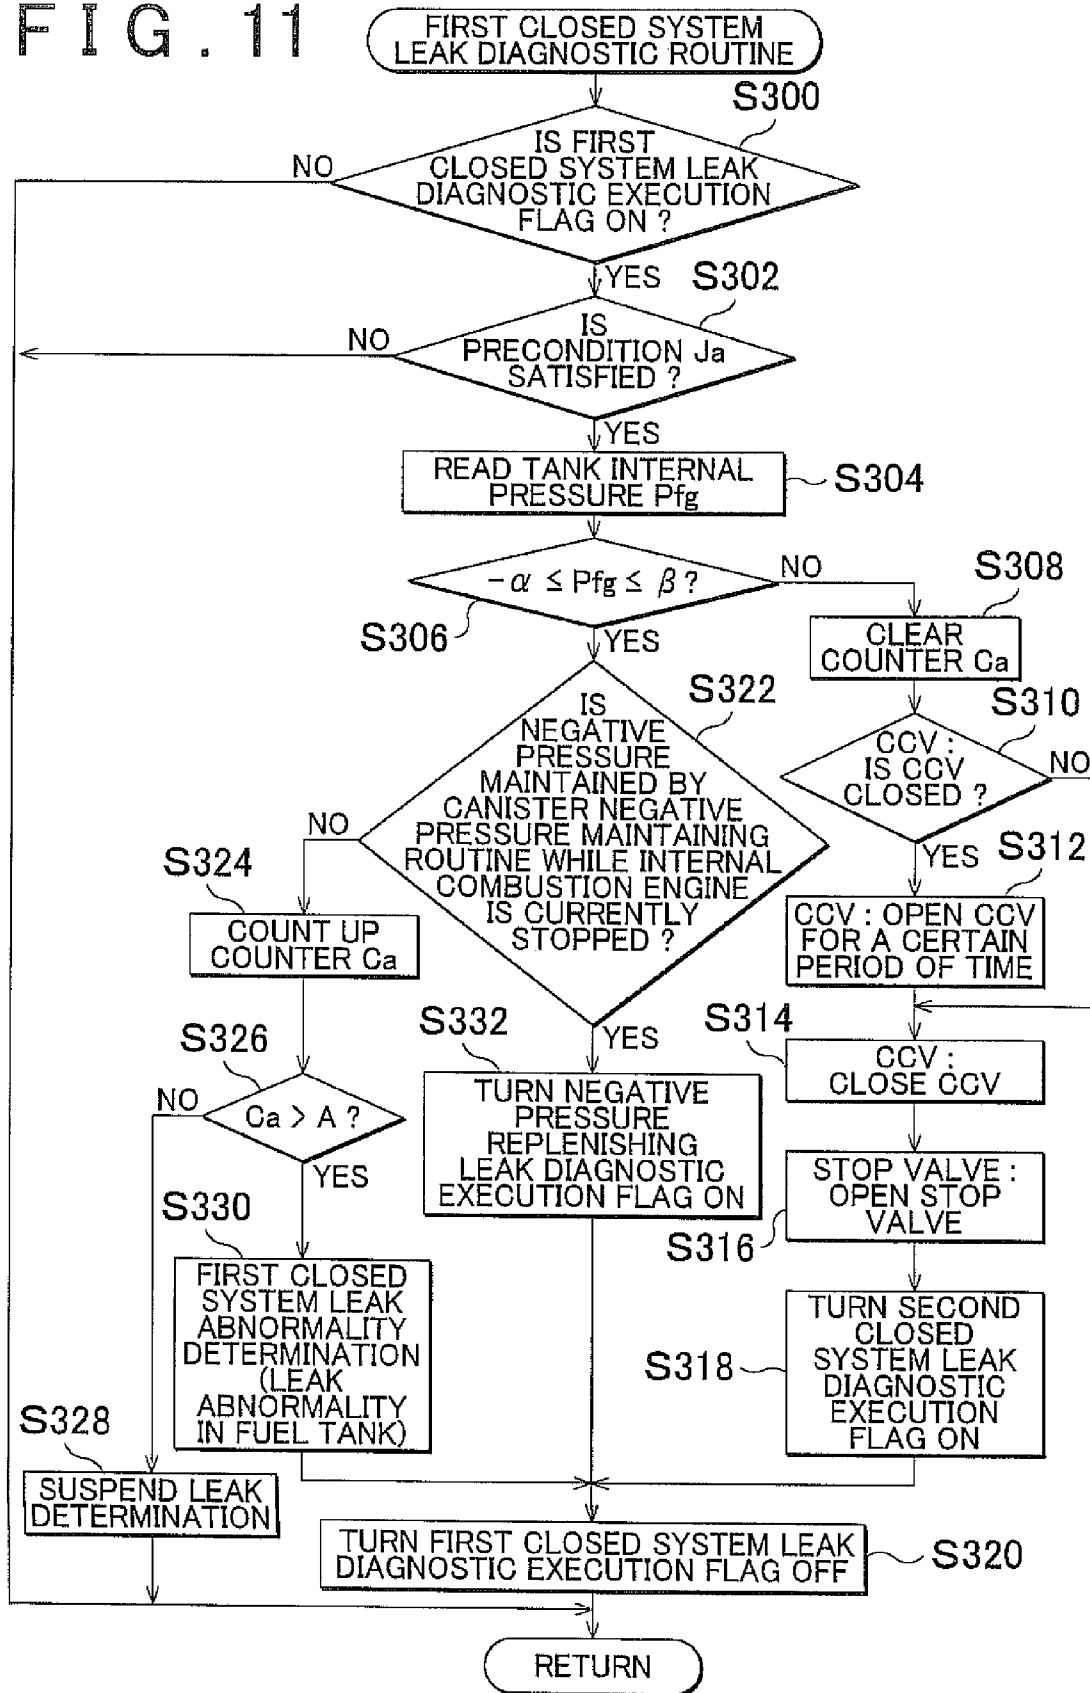 FIG. 11
FIRST CLOSED SYSTEM
LEAK DIAGNOSTIC ROUTINE
S300
IS FIRST
CLOSED SYSTEM LEAK
DIAGNOSTIC EXECUTION
FLAG ON ?
NO
YES
S302
IS
PRECONDITION Ja
SATISFIED ?
NO
YES
READ TANK INTERNAL
PRESSURE Pfg
S304
-α ≤ Pfg ≤ β ?
NO
S306
YES
S308
CLEAR
COUNTER Ca
S310
CCV :
IS CCV
CLOSED ?
NO
YES
S312
CCV : OPEN CCV
FOR A CERTAIN
PERIOD OF TIME
S314
CCV :
CLOSE CCV
STOP VALVE :
OPEN STOP
VALVE
S316
TURN SECOND
CLOSED
SYSTEM LEAK
DIAGNOSTIC
EXECUTION
FLAG ON
S318
S322
IS
NEGATIVE
PRESSURE
MAINTAINED BY
CANISTER NEGATIVE
PRESSURE MAINTAINING
ROUTINE WHILE INTERNAL
COMBUSTION ENGINE
IS CURRENTLY
STOPPED ?
NO
YES
S324
COUNT UP
COUNTER Ca
S326
Ca > A ?
NO
YES
S332
TURN NEGATIVE
PRESSURE
REPLENISHING
LEAK DIAGNOSTIC
EXECUTION FLAG ON
S330
FIRST CLOSED
SYSTEM LEAK
ABNORMALITY
DETERMINATION
(LEAK
ABNORMALITY
IN FUEL TANK)
S328
SUSPEND LEAK
DETERMINATION
TURN FIRST CLOSED SYSTEM LEAK
DIAGNOSTIC EXECUTION FLAG OFF
S320
RETURN